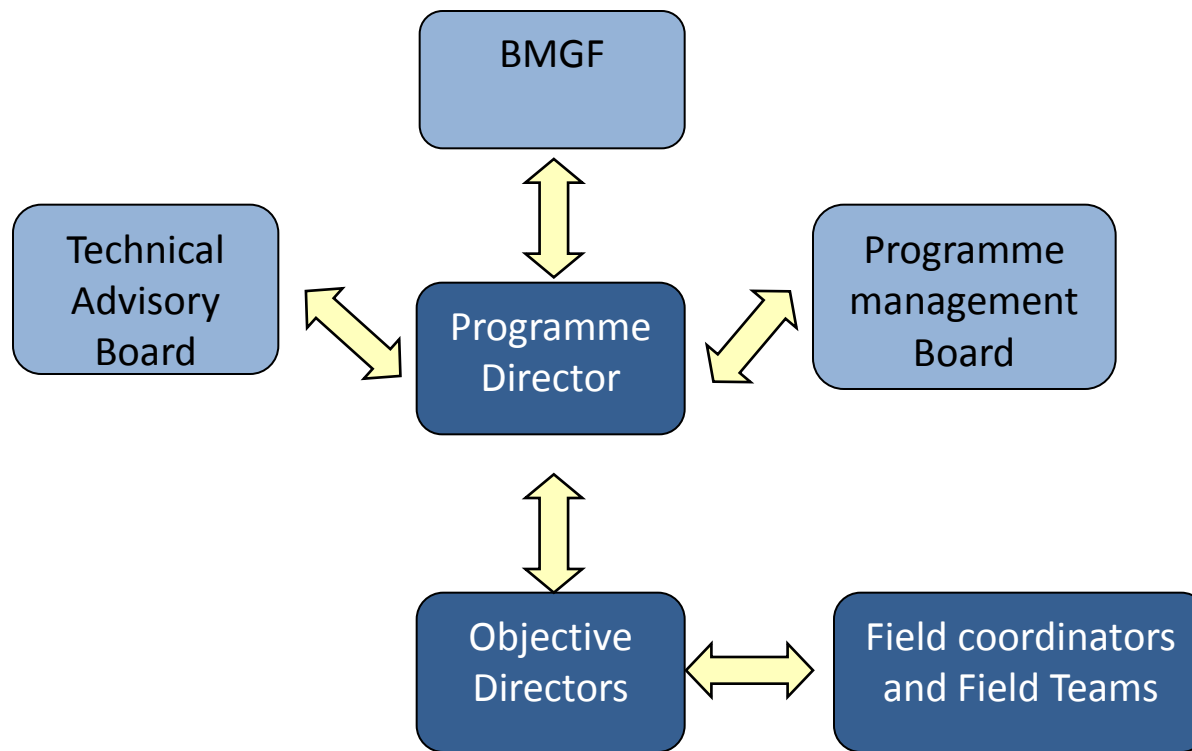 BMGF
Technical
Advisory
Board
Programme
Director
Programme
management
Board
Objective
Directors
Field coordinators
and Field Teams